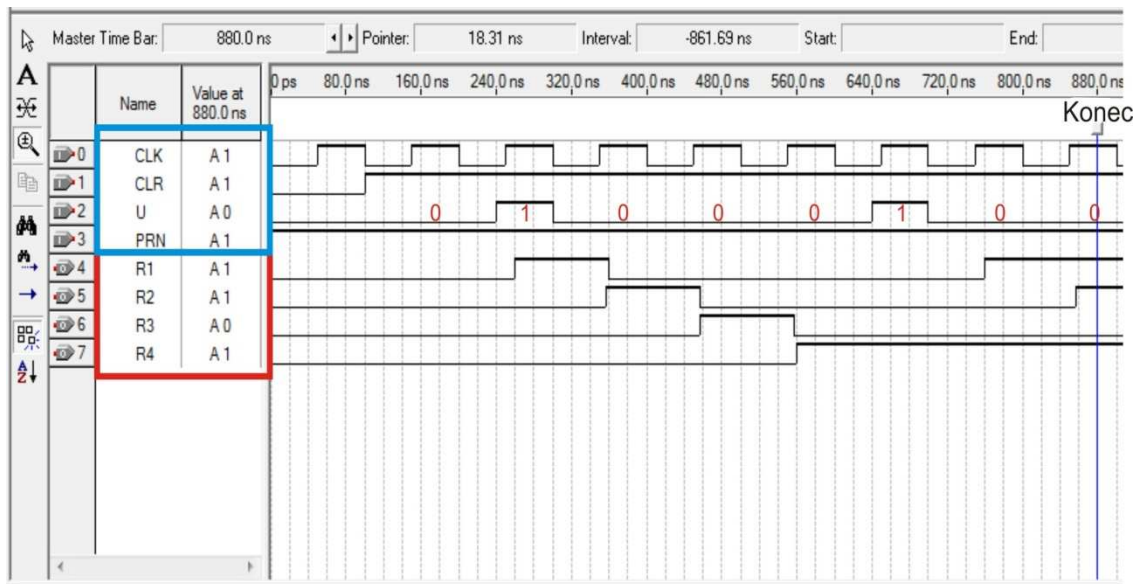 Master Time Bar: 880.0 ns Pointer: 18.31 ns Interval: -861.69 ns Start: End:
A
Name
Value at
880.0 ns
0 ps 80.0 ns 160.0 ns 240.0 ns 320.0 ns 400.0 ns 480.0 ns 560.0 ns 640.0 ns 720.0 ns 800.0 ns 880.0 ns
Konec
0 CLK A 1
1 CLR A 1
2 U A 0 0 1 0 0 0 1 0 0
3 PRN A 1
4 R1 A 1
5 R2 A 1
6 R3 A 0
7 R4 A 1
A
Z